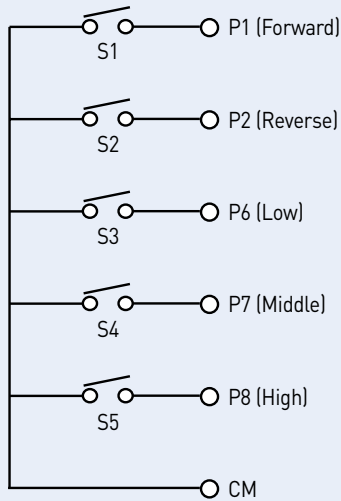 P1 (Forward)
S1
P2 (Reverse)
S2
P6 (Low)
S3
P7 (Middle)
S4
P8 (High)
S5
CM